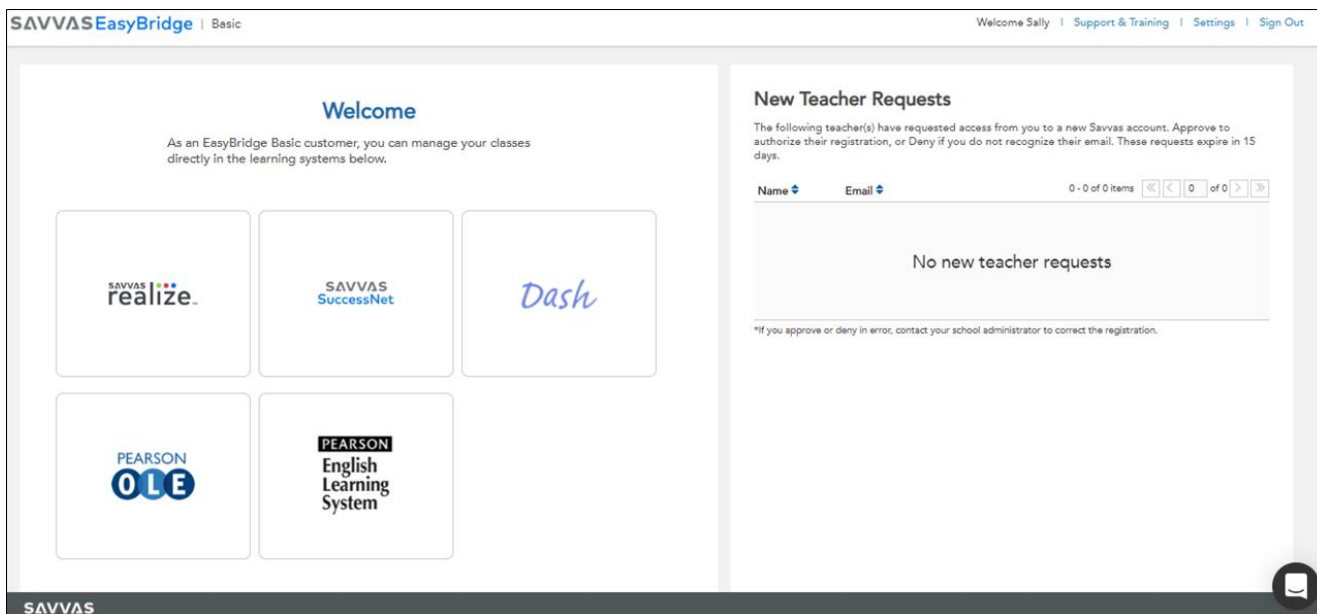 SAVVAS EasyBridge | Basic
Welcome Sally | Support & Training | Settings | Sign Out
Welcome
As an EasyBridge Basic customer, you can manage your classes
directly in the learning systems below.
SAVVAS
realize™
SAVVAS
SuccessNet
Dash
PEARSON
OLE
PEARSON
English
Learning
System
New Teacher Requests
The following teacher(s) have requested access from you to a new Savvas account. Approve to
authorize their registration, or Deny if you do not recognize their email. These requests expire in 15
days.
Name Email 0 - 0 of 0 items 0 of 0
No new teacher requests
*If you approve or deny in error, contact your school administrator to correct the registration.
SAVVAS